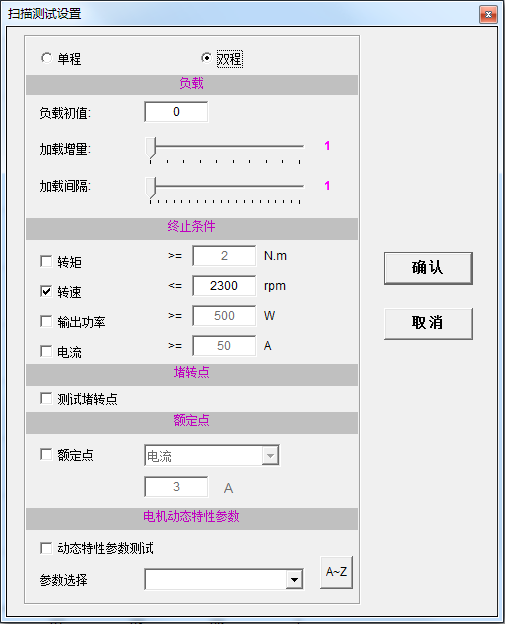 扫描测试设置
单程 双程
负载
负载初值: 0
加载增量: 1
加载间隔: 1
终止条件
转矩 >= 2 N.m
转速 <= 2300 rpm
输出功率 >= 500 W
电流 >= 50 A
堵转点
测试堵转点
额定点
额定点 电流
3 A
电机动态特性参数
动态特性参数测试
参数选择 A~Z
确认
取消